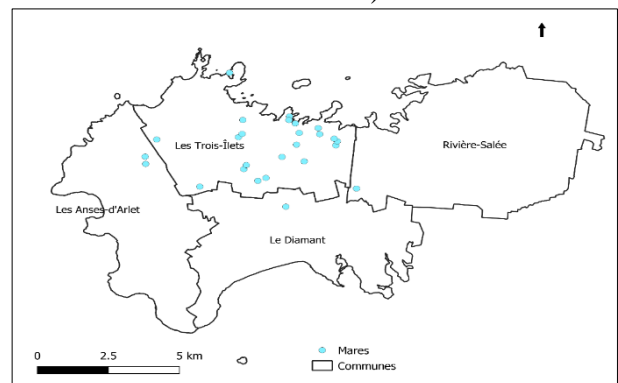 Les Trois-Îlets
Rivière-Salée
Les Anses-d'Arlet
Le Diamant
0 2.5 5 km
Mares
Communes